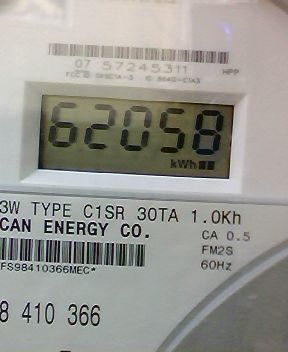 07 57245311
HPP
62058
kWh
3W TYPE C1SR 30TA 1.0Kh
CAN ENERGY CO.
CA 0.5
FM2S
60Hz
FS98410366MEC*
8 410 366